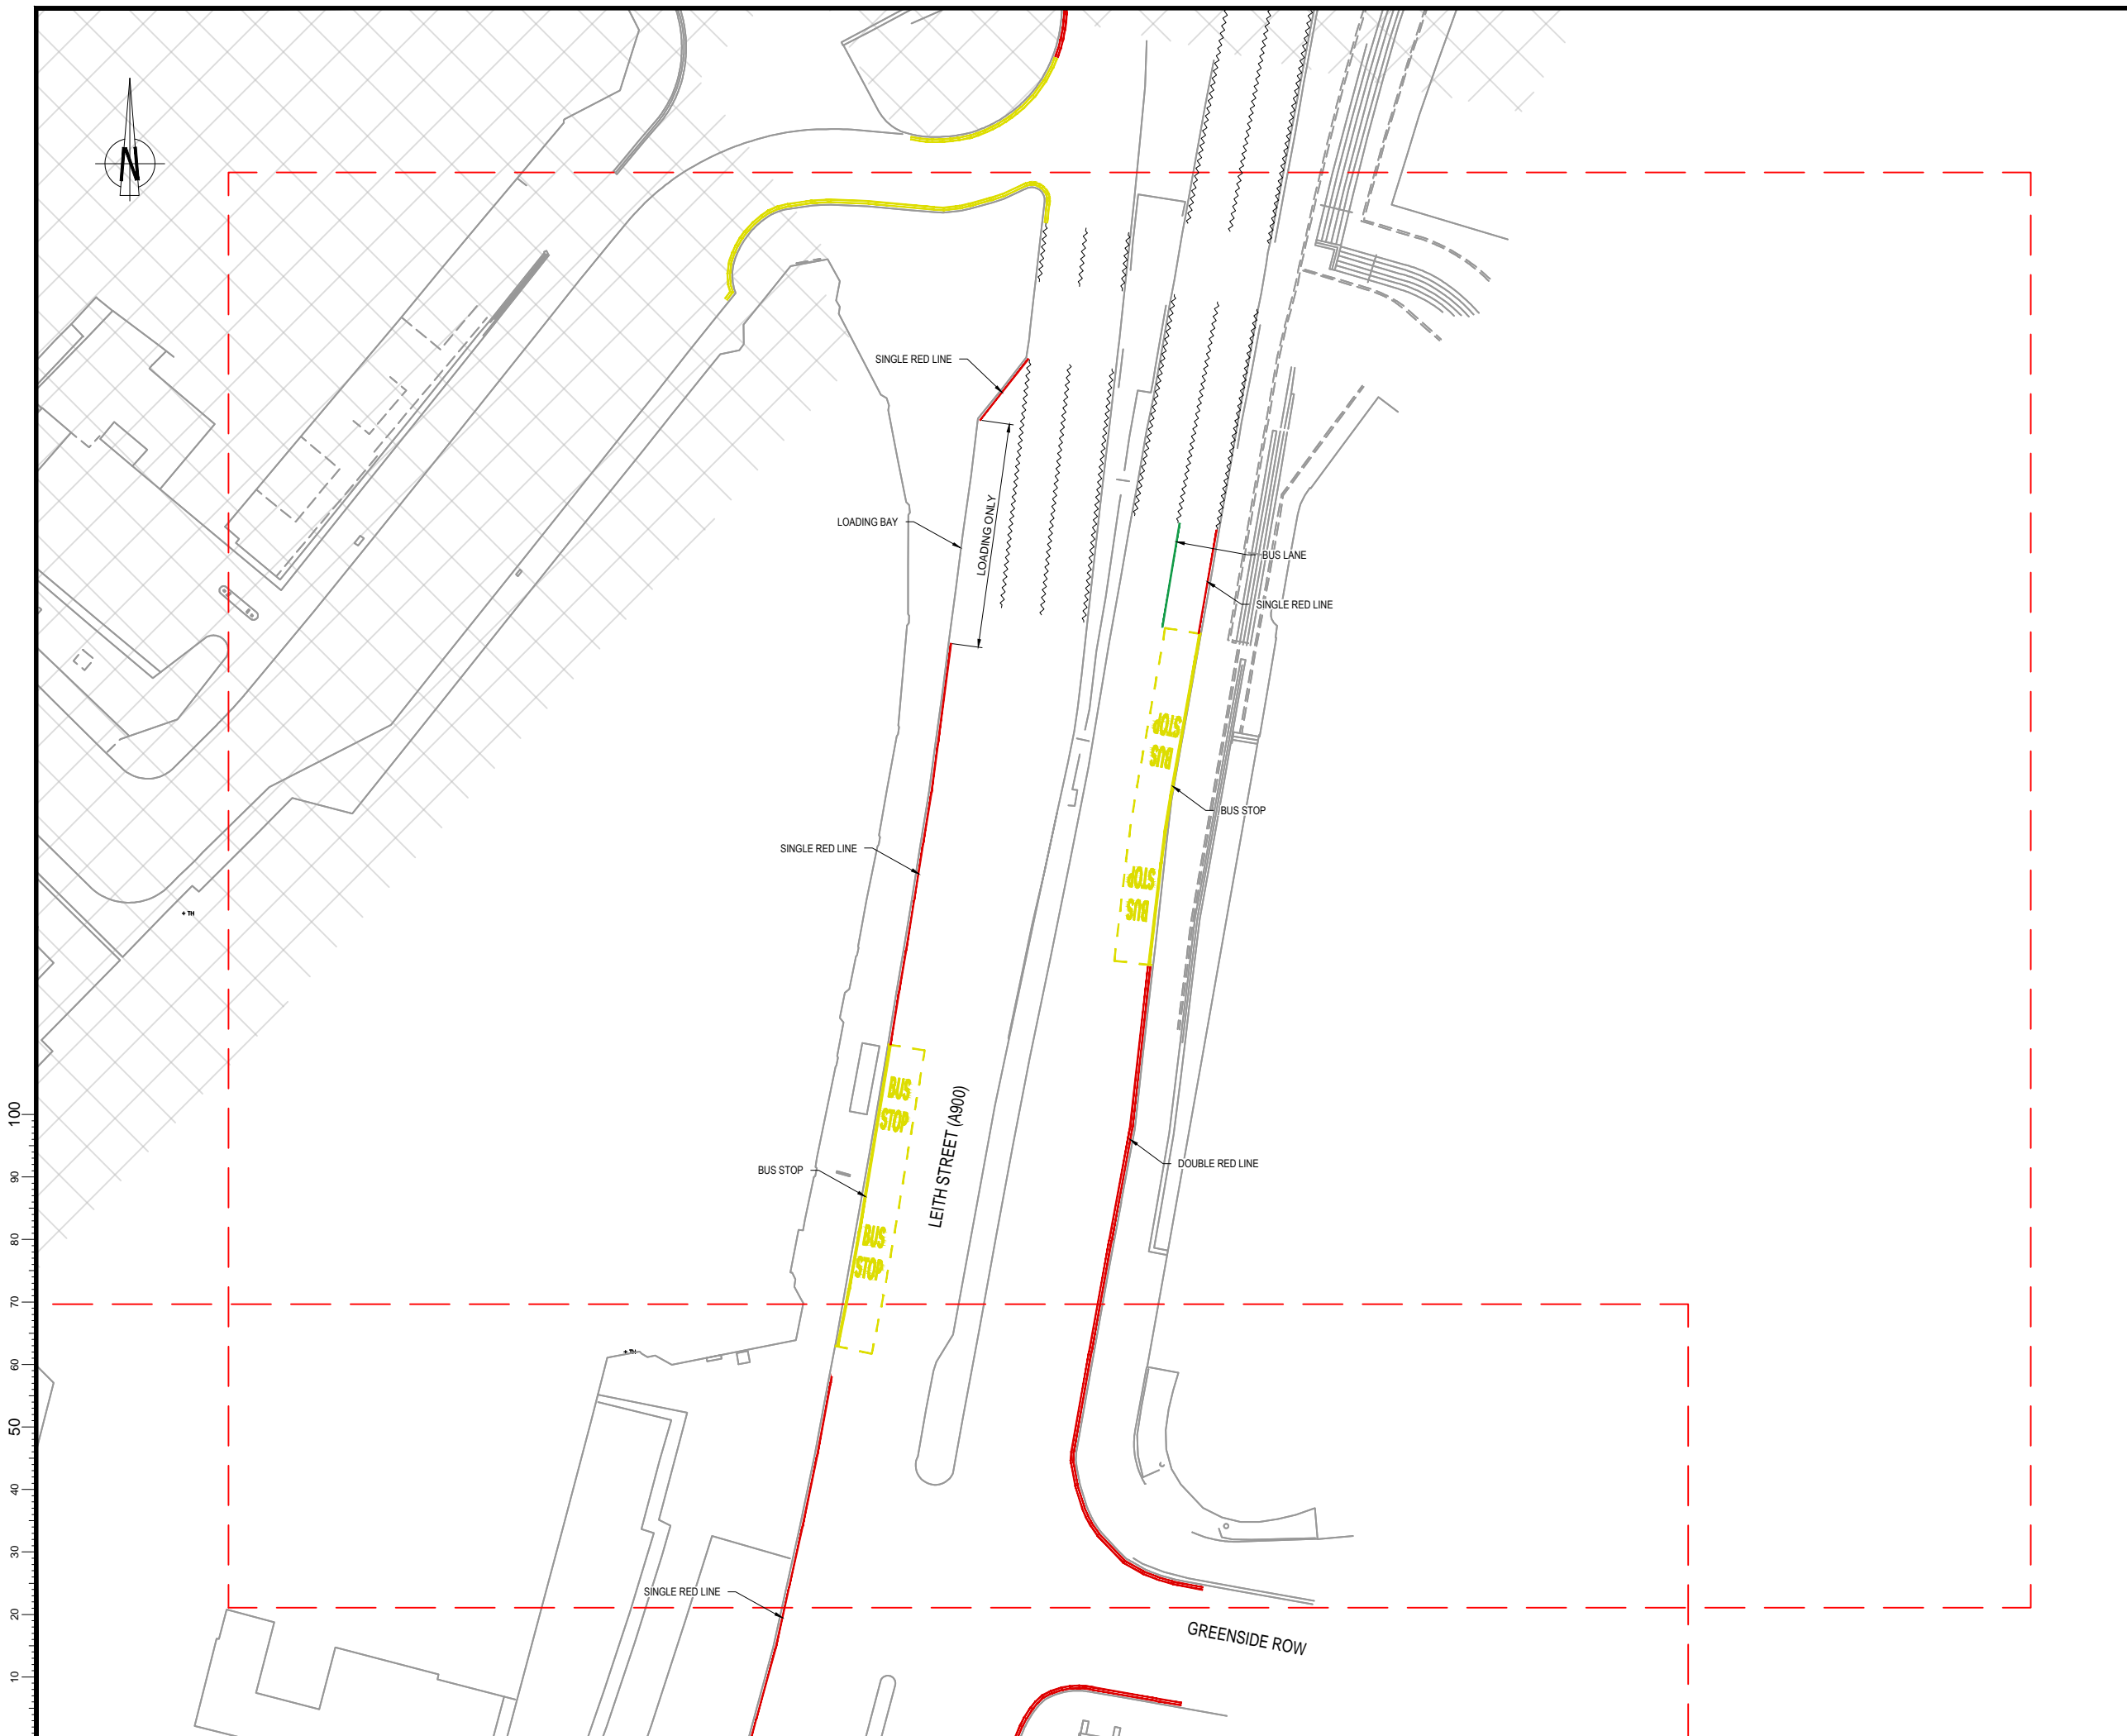 N
SINGLE RED LINE
LOADING BAY
LOADING ONLY
BUS LANE
SINGLE RED LINE
BUS
STOP
BUS STOP
SINGLE RED LINE
BUS
STOP
+ TH
BUS
STOP
LEITH STREET (A900)
BUS STOP
DOUBLE RED LINE
BUS
STOP
+ TH
SINGLE RED LINE
GREENSIDE ROW
100
90
80
70
60
50
40
30
20
10